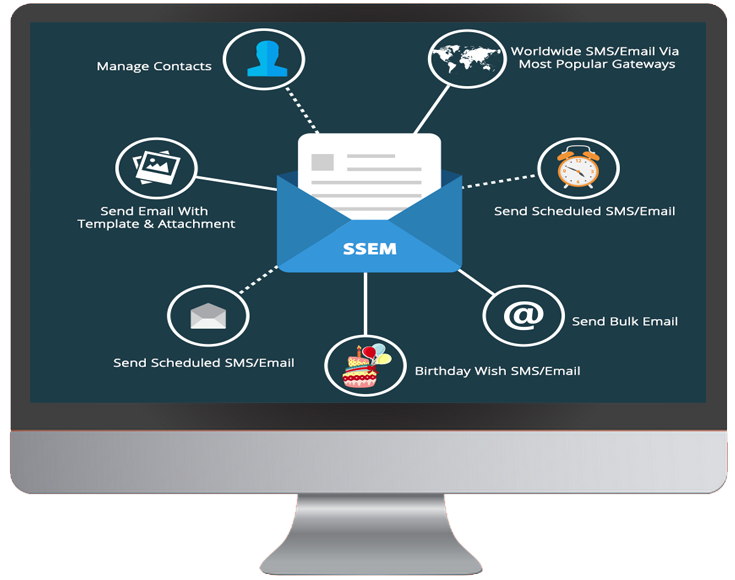 Manage Contacts
Worldwide SMS/Email Via
Most Popular Gateways
Send Email With
Template & Attachment
Send Scheduled SMS/Email
SSEM
@
Send Bulk Email
Send Scheduled SMS/Email
Birthday Wish SMS/Email